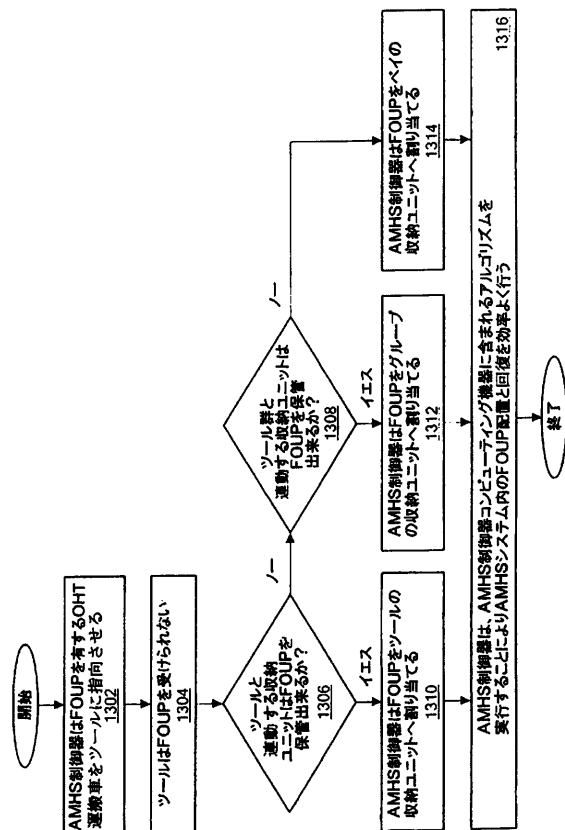 開始
AMHS制御器はFOUPを有するOHT
運搬車をツールに指向させる
1302
ツールはFOUPを受けられない
1304
ツールと
連動する収納
ユニットはFOUPを
保管出来るか?
1306
ノー
イエス
ツール群と
連動する収納ユニットは
FOUPを保管
出来るか?
1308
ノー
イエス
AMHS制御器はFOUPをツールの
収納ユニットへ割り当てる
1310
AMHS制御器はFOUPをグループ
の収納ユニットへ割り当てる
1312
AMHS制御器はFOUPをベイの
収納ユニットへ割り当てる
1314
AMHS制御器は、AMHS制御器コンピューティング機器に含まれるアルゴリズムを
実行することによりAMHSシステム内のFOUP配置と回復を効率よく行う
1316
終了